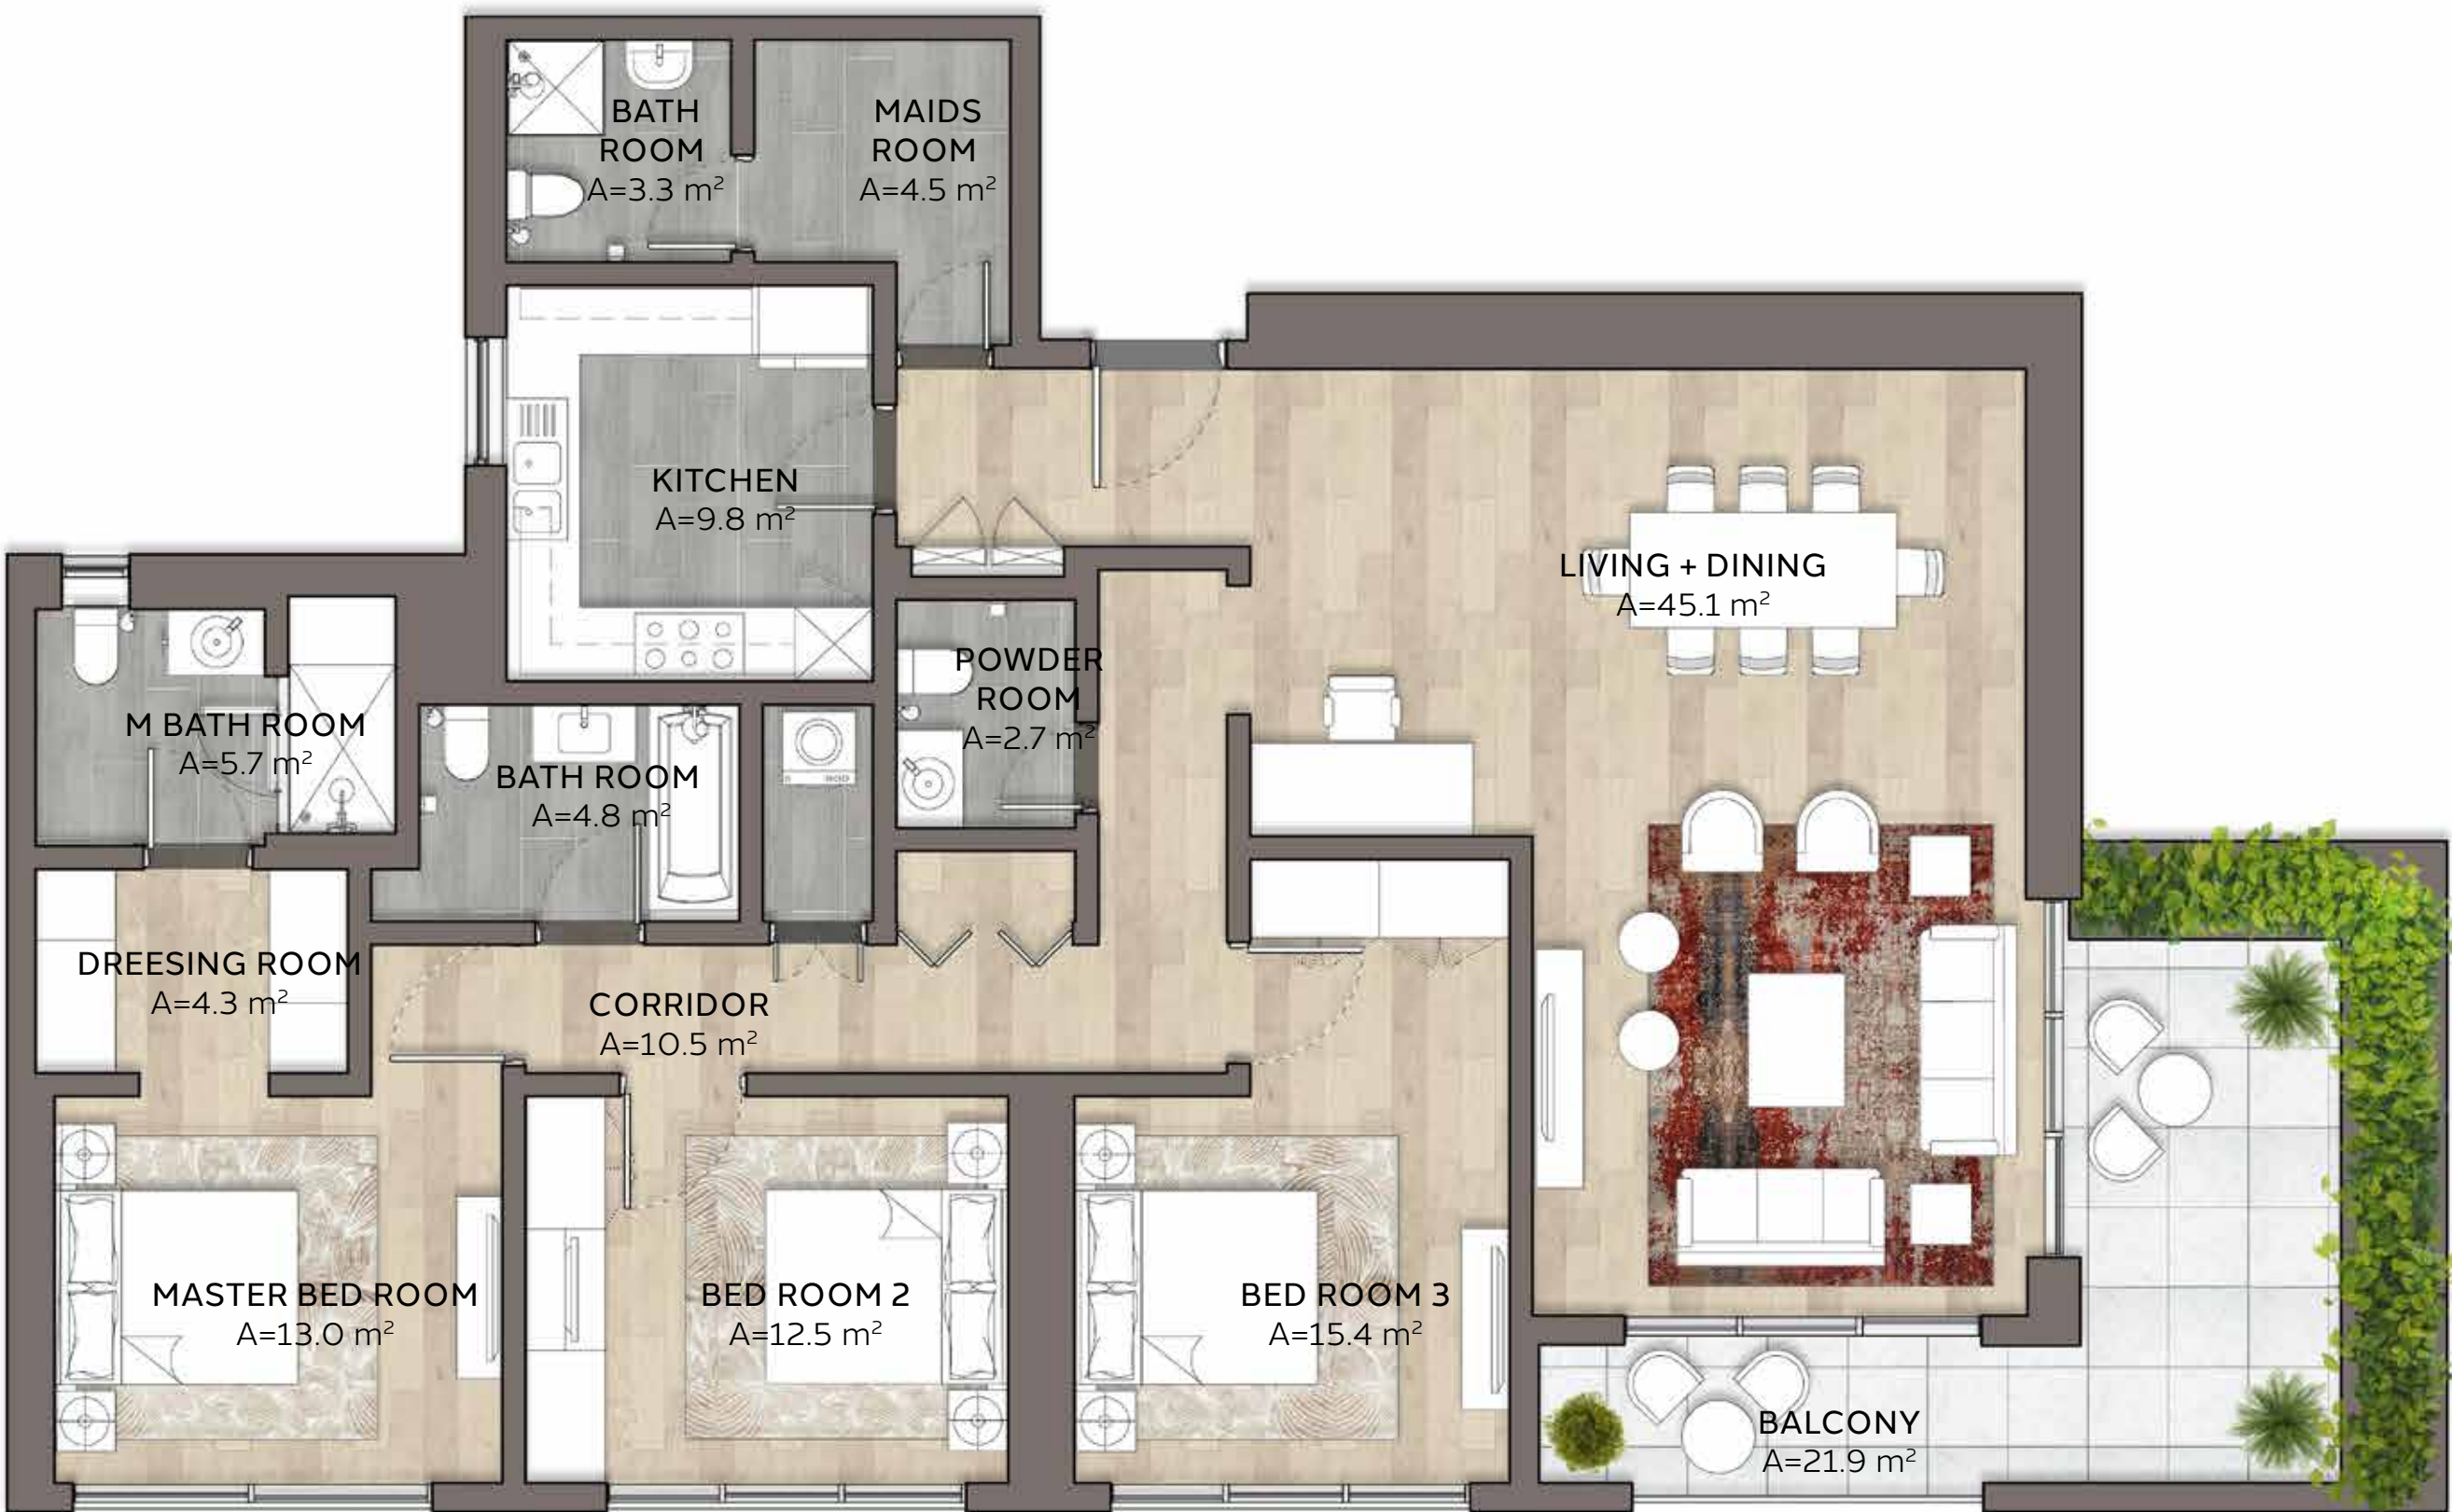 BATH
ROOM
A=3.3 m²
MAIDS
ROOM
A=4.5 m²
KITCHEN
A=9.8 m²
LIVING + DINING
A=45.1 m²
POWDER
ROOM
A=2.7 m²
M BATH ROOM
A=5.7 m²
BATH ROOM
A=4.8 m²
DREESING ROOM
A=4.3 m²
CORRIDOR
A=10.5 m²
MASTER BED ROOM
A=13.0 m²
BED ROOM 2
A=12.5 m²
BED ROOM 3
A=15.4 m²
BALCONY
A=21.9 m²